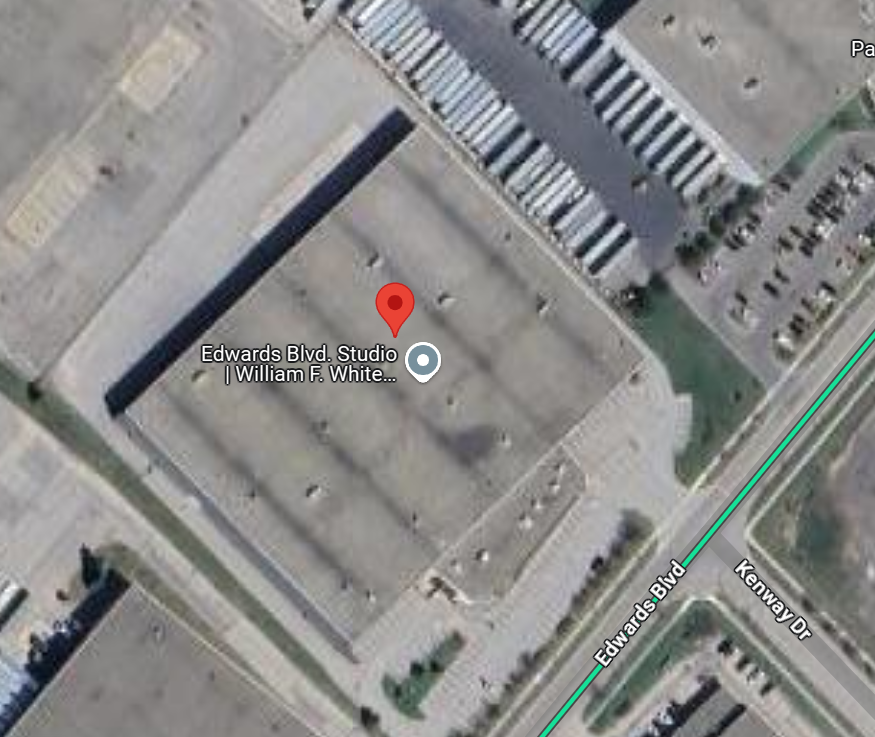 Pa
Edwards Blvd. Studio
| William F. White...
Edwards Blvd
Kenway Dr